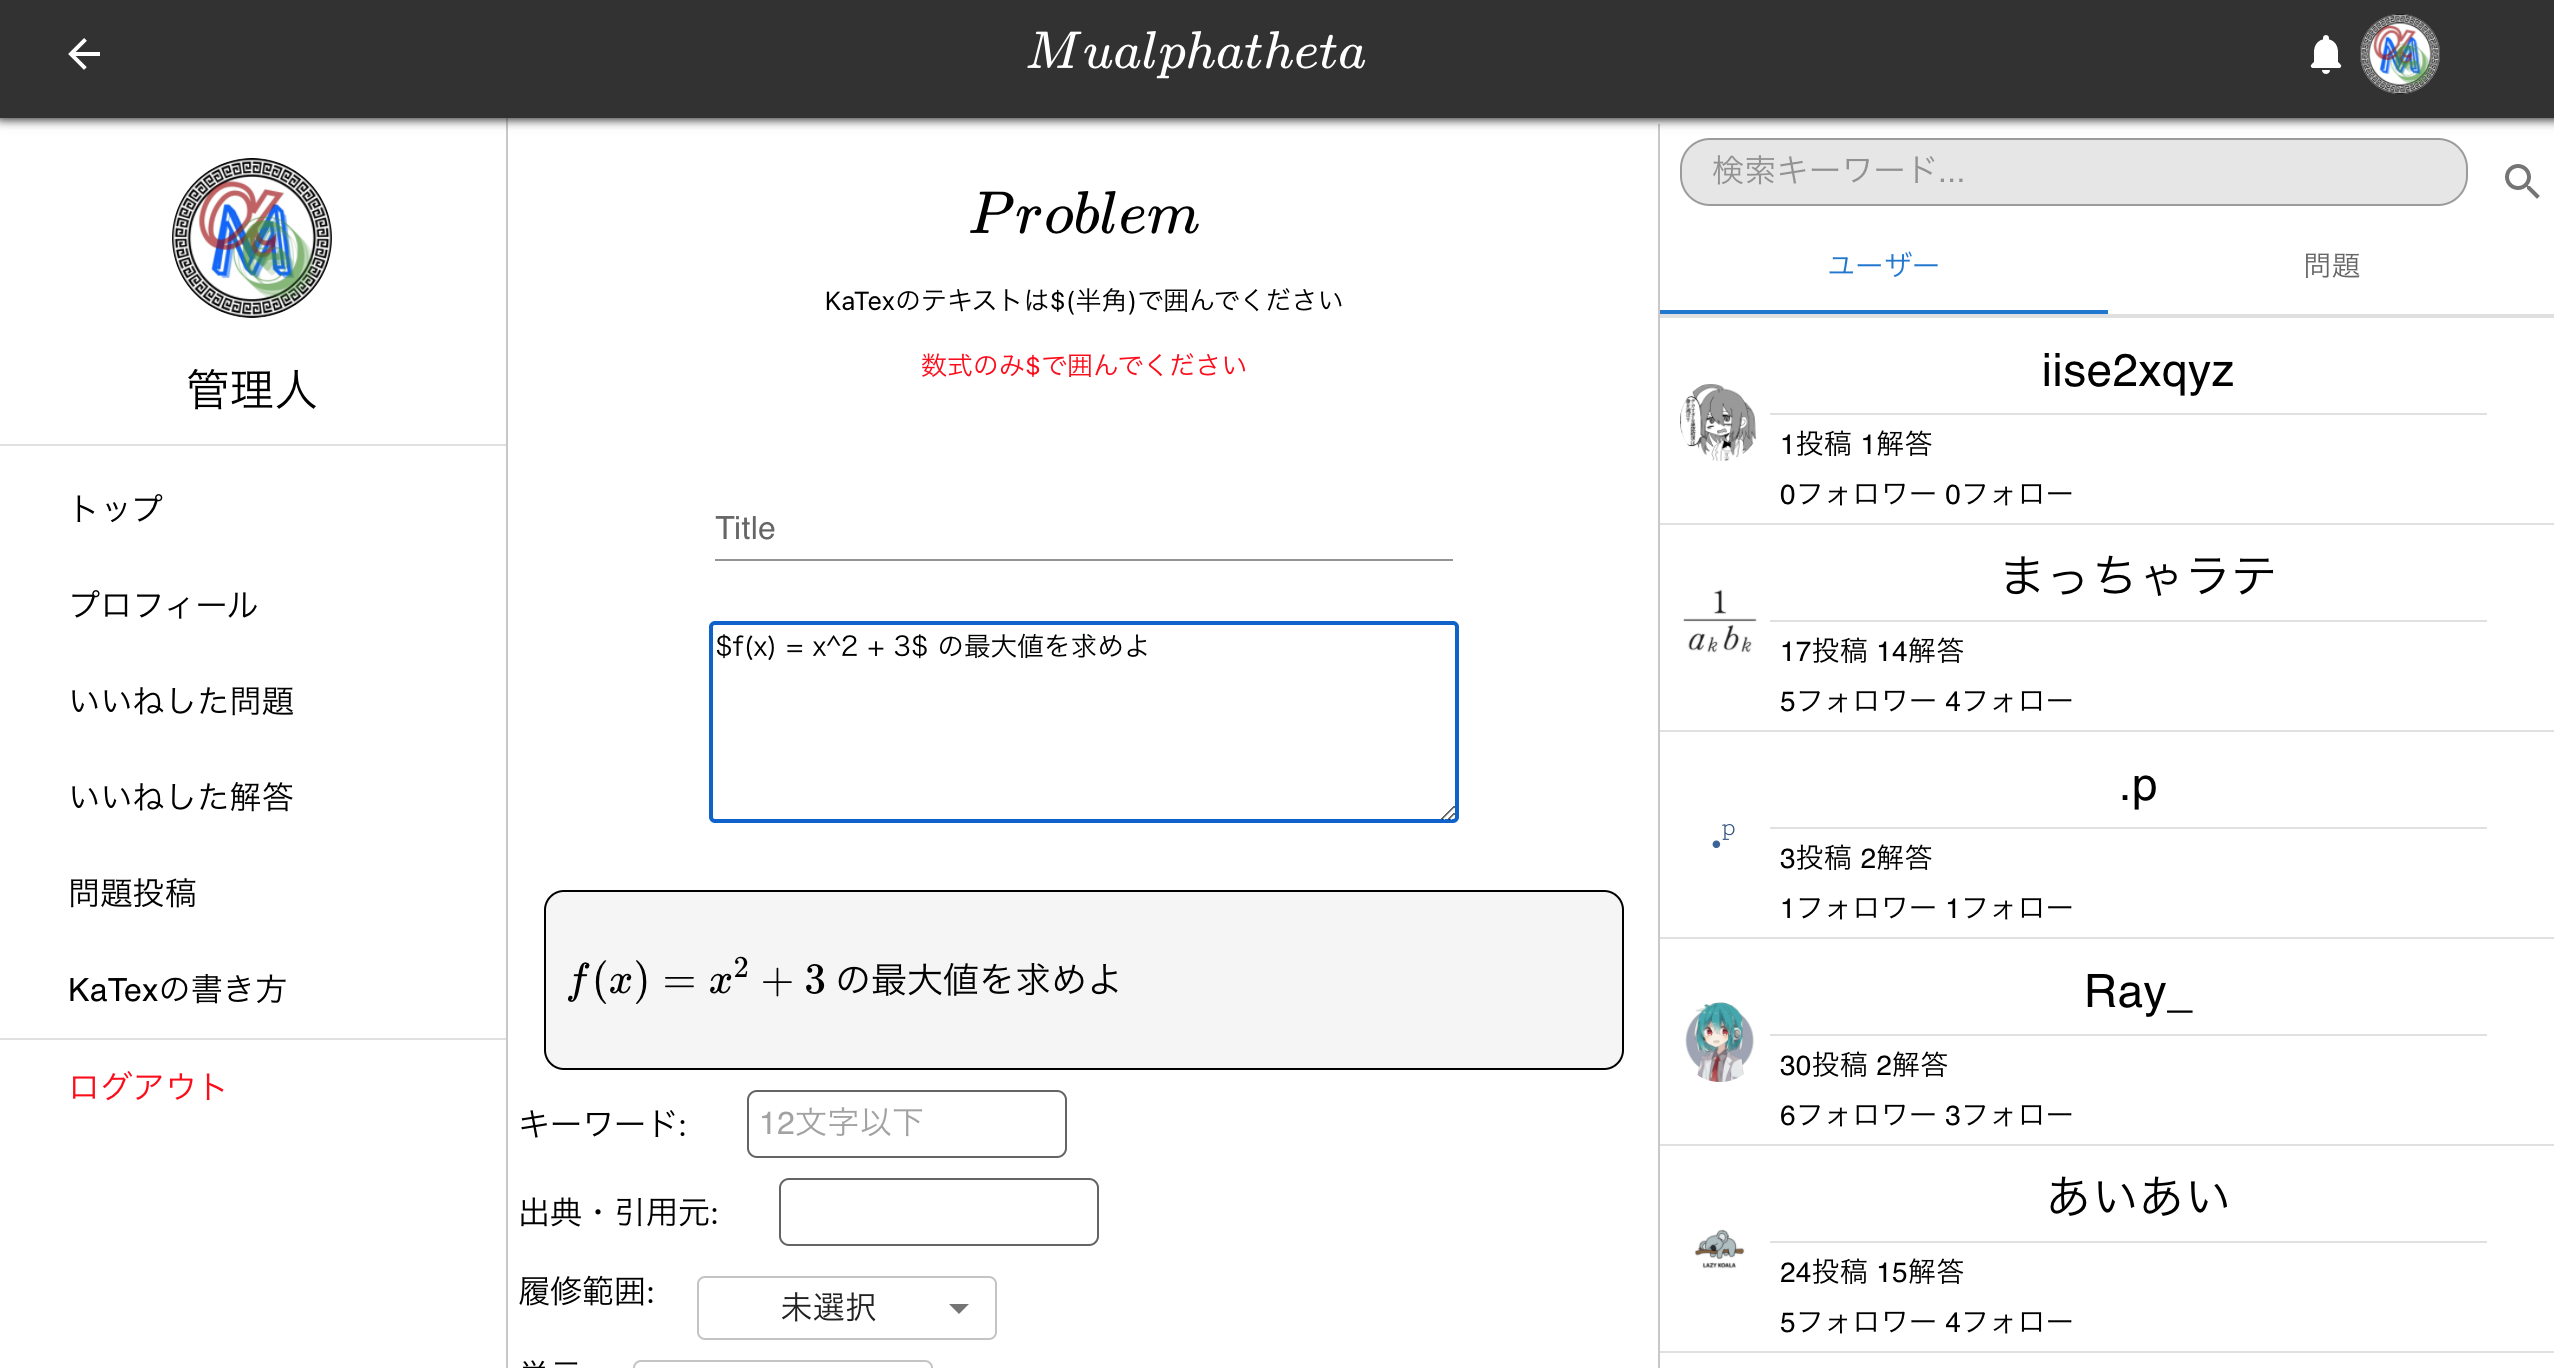 Mualphatheta
管理人
トップ
プロフィール
いいねした問題
いいねした解答
問題投稿
KaTexの書き方
ログアウト
Problem
KaTexのテキストは$(半角)で囲んでください
数式のみ$で囲んでください
Title
$f(x) = x^2 + 3$ の最大値を求めよ
f(x) = x² + 3 の最大値を求めよ
キーワード: 12文字以下
出典・引用元:
履修範囲: 未選択
検索キーワード...
ユーザー 問題
iise2xqyz
1投稿 1解答
0フォロワー 0フォロー
まっちゃラテ
1
aₖ bₖ
17投稿 14解答
5フォロワー 4フォロー
.p
.p
3投稿 2解答
1フォロワー 1フォロー
Ray_
30投稿 2解答
6フォロワー 3フォロー
あいあい
LAZY KOALA
24投稿 15解答
5フォロワー 4フォロー